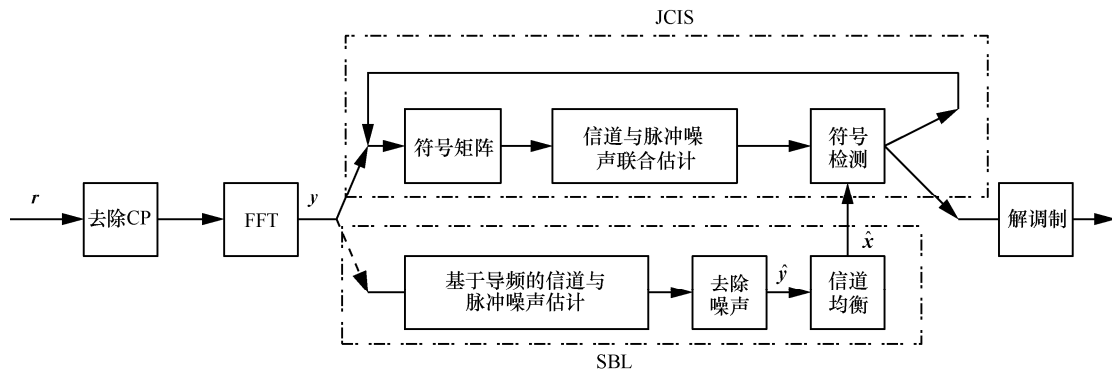 JCIS
符号矩阵
信道与脉冲噪
声联合估计
符号
检测
r
去除CP
FFT
y
解调制
x̂
基于导频的信道与
脉冲噪声估计
去除
噪声
ŷ
信道
均衡
SBL